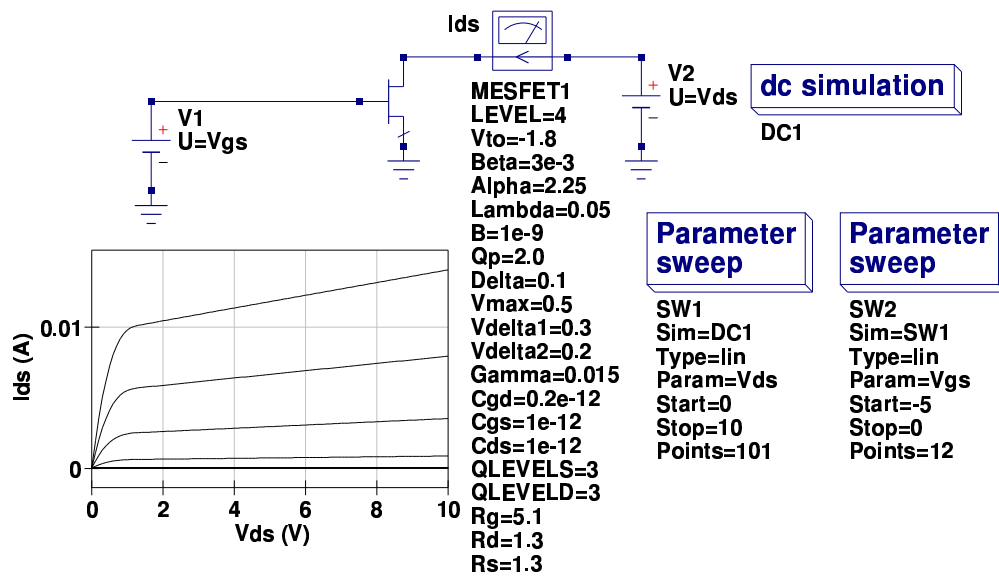 Ids
V1
U=Vgs
MESFET1
LEVEL=4
Vto=-1.8
Beta=3e-3
Alpha=2.25
Lambda=0.05
B=1e-9
Qp=2.0
Delta=0.1
Vmax=0.5
Vdelta1=0.3
Vdelta2=0.2
Gamma=0.015
Cgd=0.2e-12
Cgs=1e-12
Cds=1e-12
QLEVELS=3
QLEVELD=3
Rg=5.1
Rd=1.3
Rs=1.3
V2
U=Vds
dc simulation
DC1
Parameter
sweep
SW1
Sim=DC1
Type=lin
Param=Vds
Start=0
Stop=10
Points=101
Parameter
sweep
SW2
Sim=SW1
Type=lin
Param=Vgs
Start=-5
Stop=0
Points=12
Ids (A)
0.01
0
0 2 4 6 8 10
Vds (V)